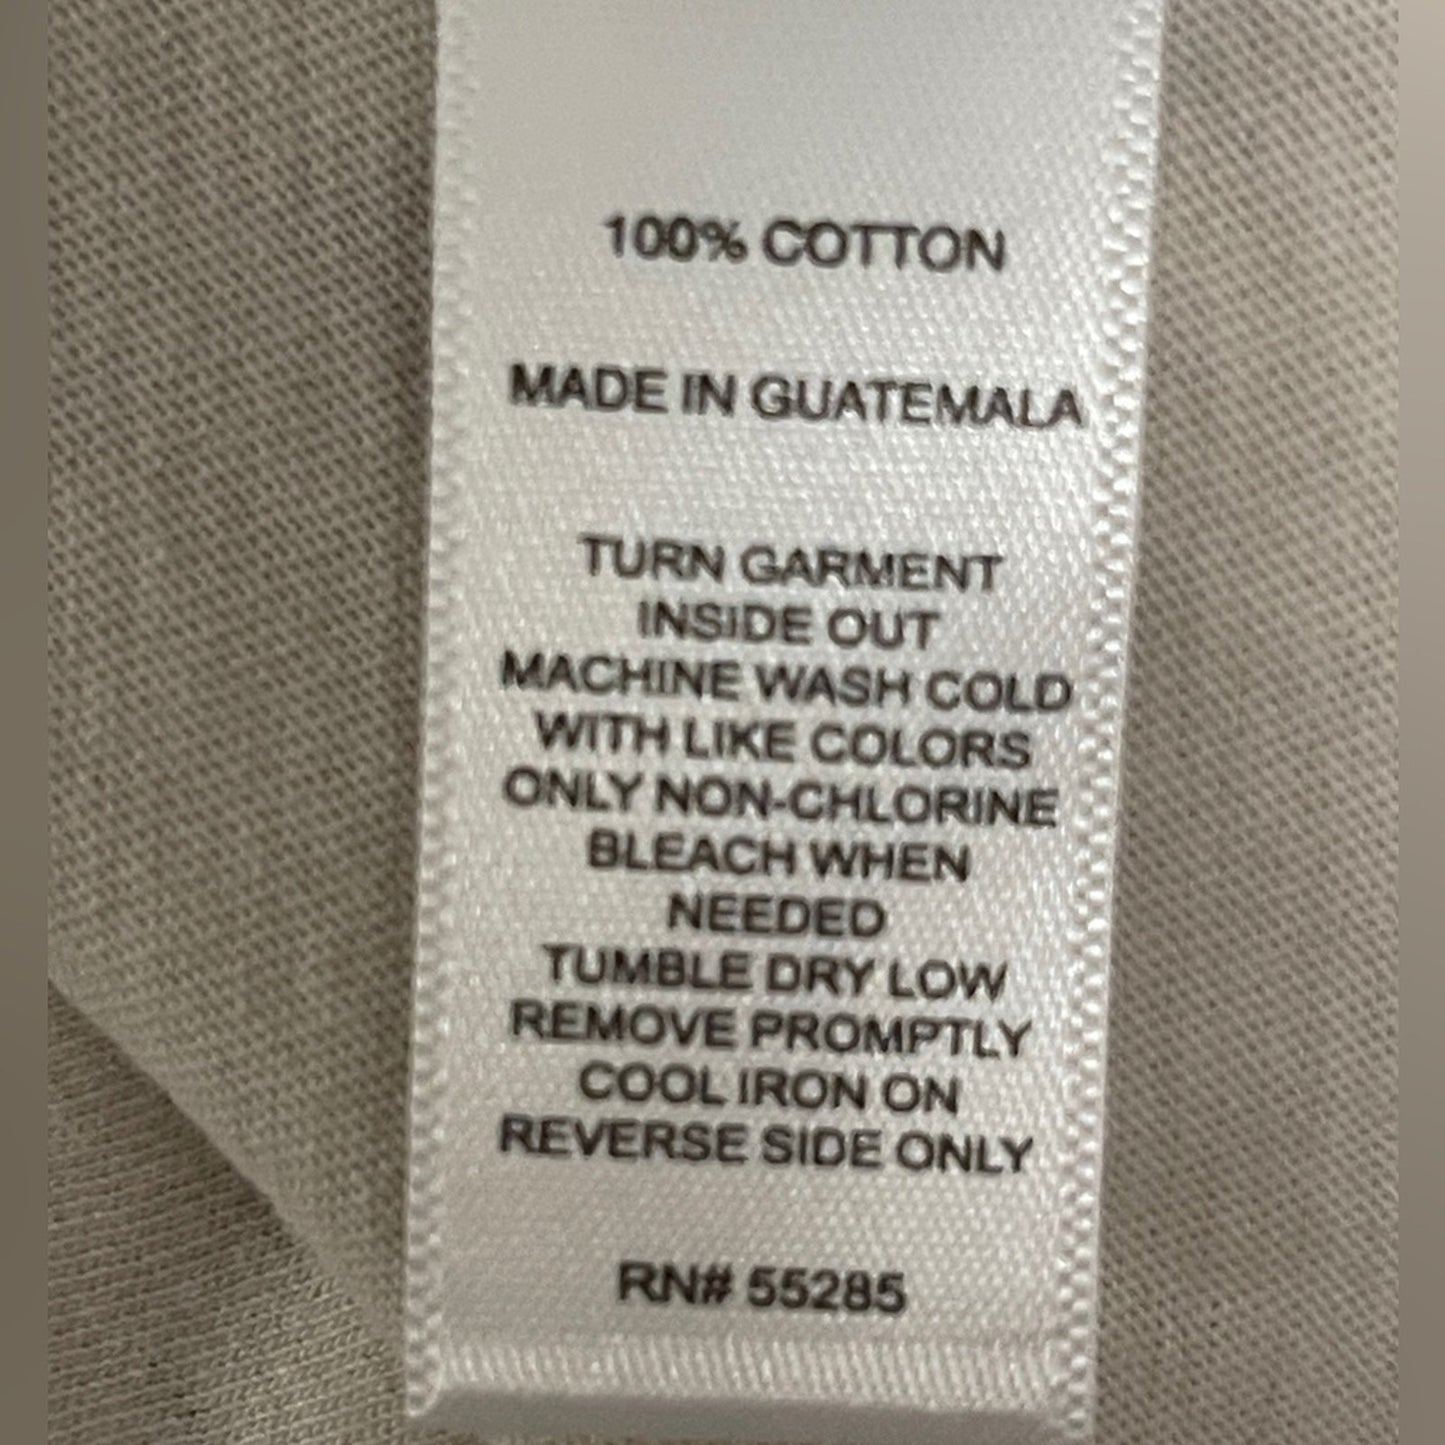 100% COTTON
MADE IN GUATEMALA
TURN GARMENT
INSIDE OUT
MACHINE WASH COLD
WITH LIKE COLORS
ONLY NON-CHLORINE
BLEACH WHEN
NEEDED
TUMBLE DRY LOW
REMOVE PROMPTLY
COOL IRON ON
REVERSE SIDE ONLY
RN# 55285